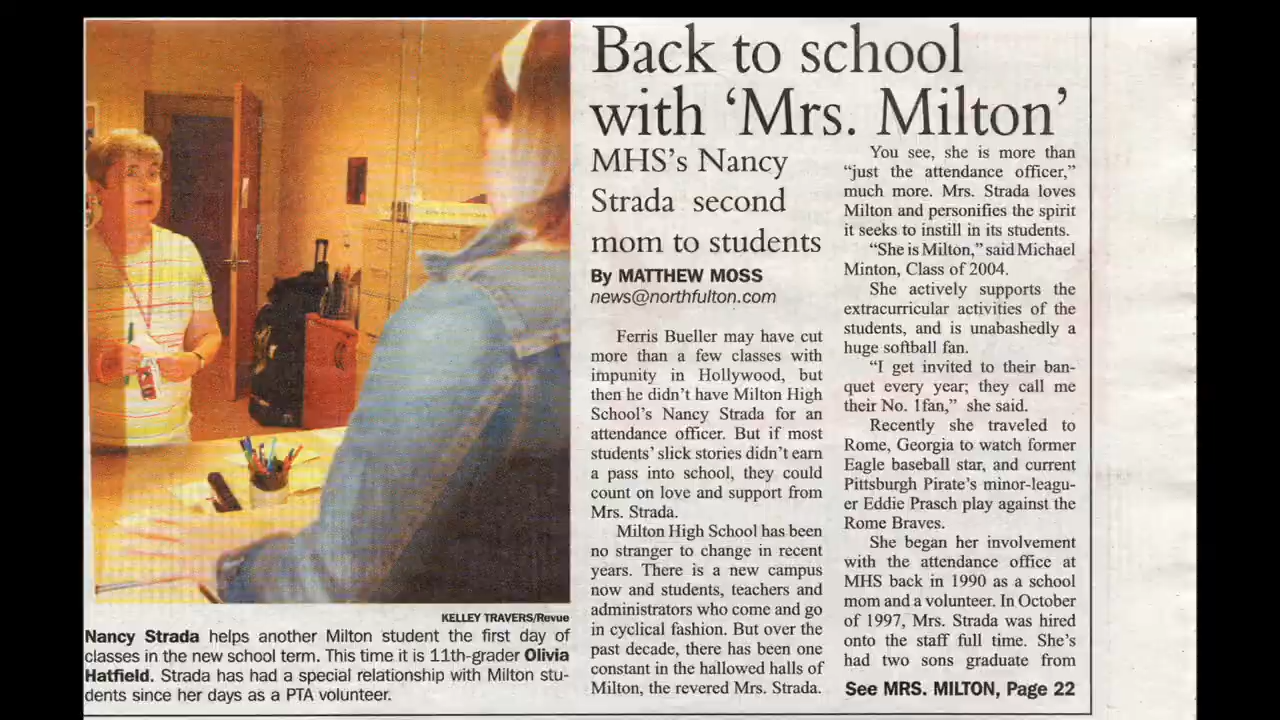 Back to school
with ‘Mrs. Milton’
MHS’s Nancy
Strada second
mom to students
By MATTHEW MOSS
news@northfulton.com
Ferris Bueller may have cut
more than a few classes with
impunity in Hollywood, but
then he didn’t have Milton High
School’s Nancy Strada for an
attendance officer. But if most
students’ slick stories didn’t earn
a pass into school, they could
count on love and support from
Mrs. Strada.
Milton High School has been
no stranger to change in recent
years. There is a new campus
now and students, teachers and
administrators who come and go
in cyclical fashion. But over the
past decade, there has been one
constant in the hallowed halls of
Milton, the revered Mrs. Strada.
You see, she is more than
“just the attendance officer,”
much more. Mrs. Strada loves
Milton and personifies the spirit
it seeks to instill in its students.
“She is Milton,” said Michael
Minton, Class of 2004.
She actively supports the
extracurricular activities of the
students, and is unabashedly a
huge softball fan.
“I get invited to their ban-
quet every year; they call me
their No. 1fan,” she said.
Recently she traveled to
Rome, Georgia to watch former
Eagle baseball star, and current
Pittsburgh Pirate’s minor-leagu-
er Eddie Prasch play against the
Rome Braves.
She began her involvement
with the attendance office at
MHS back in 1990 as a school
mom and a volunteer. In October
of 1997, Mrs. Strada was hired
onto the staff full time. She’s
had two sons graduate from
See MRS. MILTON, Page 22
KELLEY TRAVERS/Revue
Nancy Strada helps another Milton student the first day of
classes in the new school term. This time it is 11th-grader Olivia
Hatfield. Strada has had a special relationship with Milton stu-
dents since her days as a PTA volunteer.